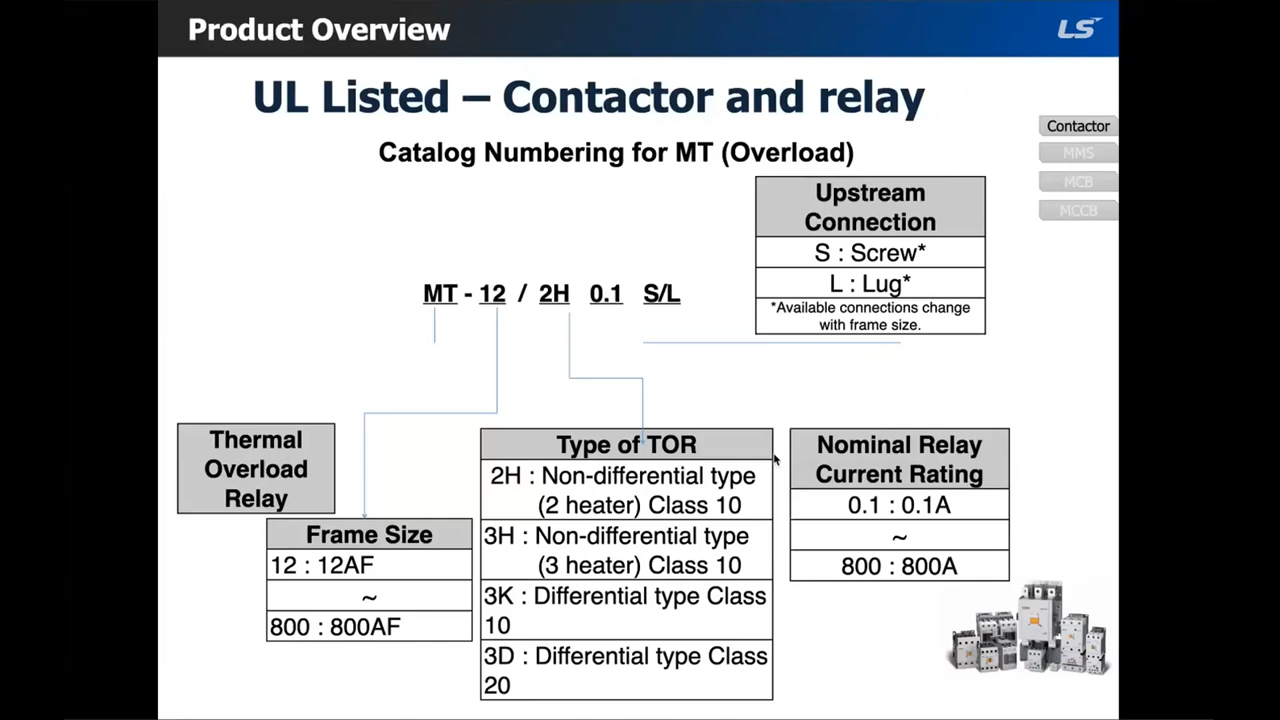 Product Overview
LS
UL Listed – Contactor and relay
Contactor
MMS
MCB
MCCB
Catalog Numbering for MT (Overload)
Upstream
Connection
S : Screw*
L : Lug*
*Available connections change
with frame size.
MT - 12 / 2H 0.1 S/L
Thermal
Overload
Relay
Frame Size
12 : 12AF
~
800 : 800AF
Type of TOR
2H : Non-differential type
(2 heater) Class 10
3H : Non-differential type
(3 heater) Class 10
3K : Differential type Class
10
3D : Differential type Class
20
Nominal Relay
Current Rating
0.1 : 0.1A
~
800 : 800A